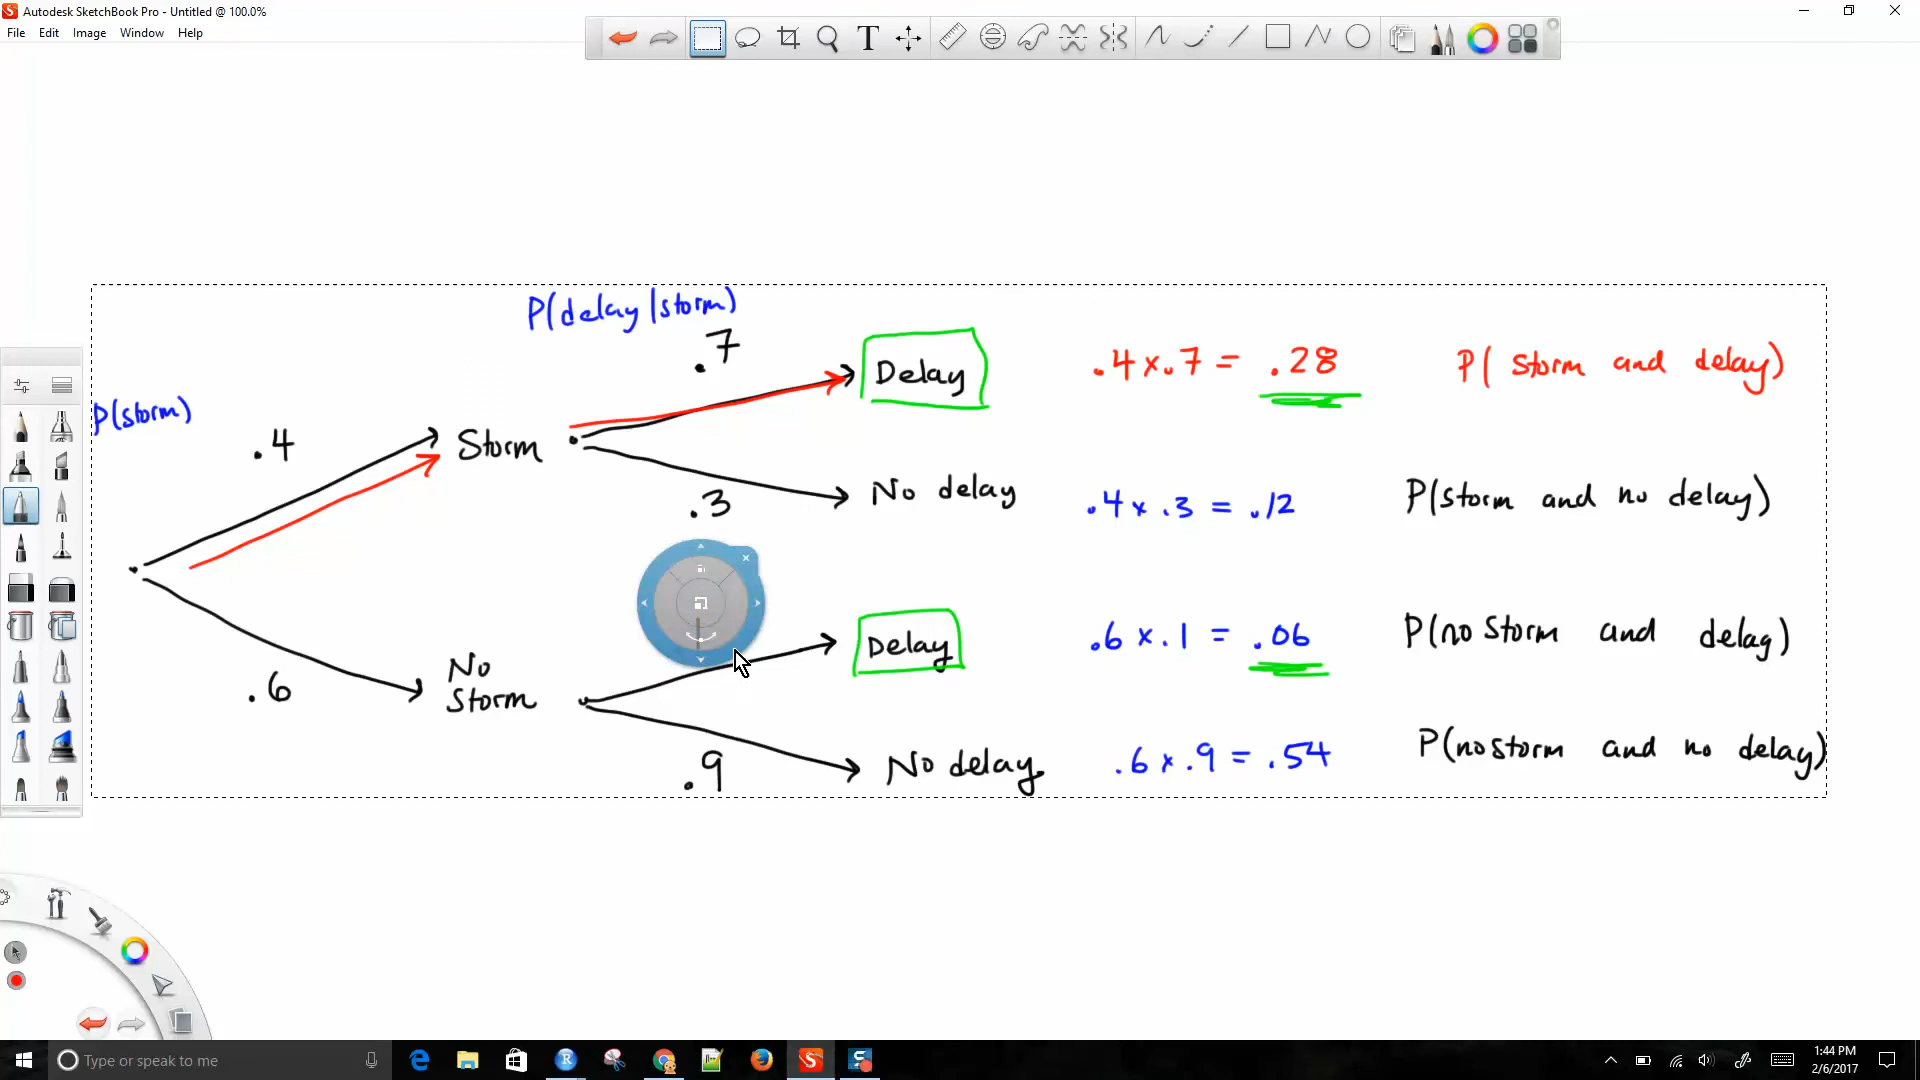 Autodesk SketchBook Pro - Untitled @ 100.0%
File Edit Image Window Help
T
P(delay | storm)
.7
Delay
.4 x .7 = .28
P( storm and delay)
P(storm)
.4
Storm
.3
No delay
.4 x .3 = .12
P(storm and no delay)
Delay
.6 x .1 = .06
P(no storm and delay)
.6
No
Storm
.9
No delay
.6 x .9 = .54
P(no storm and no delay)
Type or speak to me
1:44 PM
2/6/2017